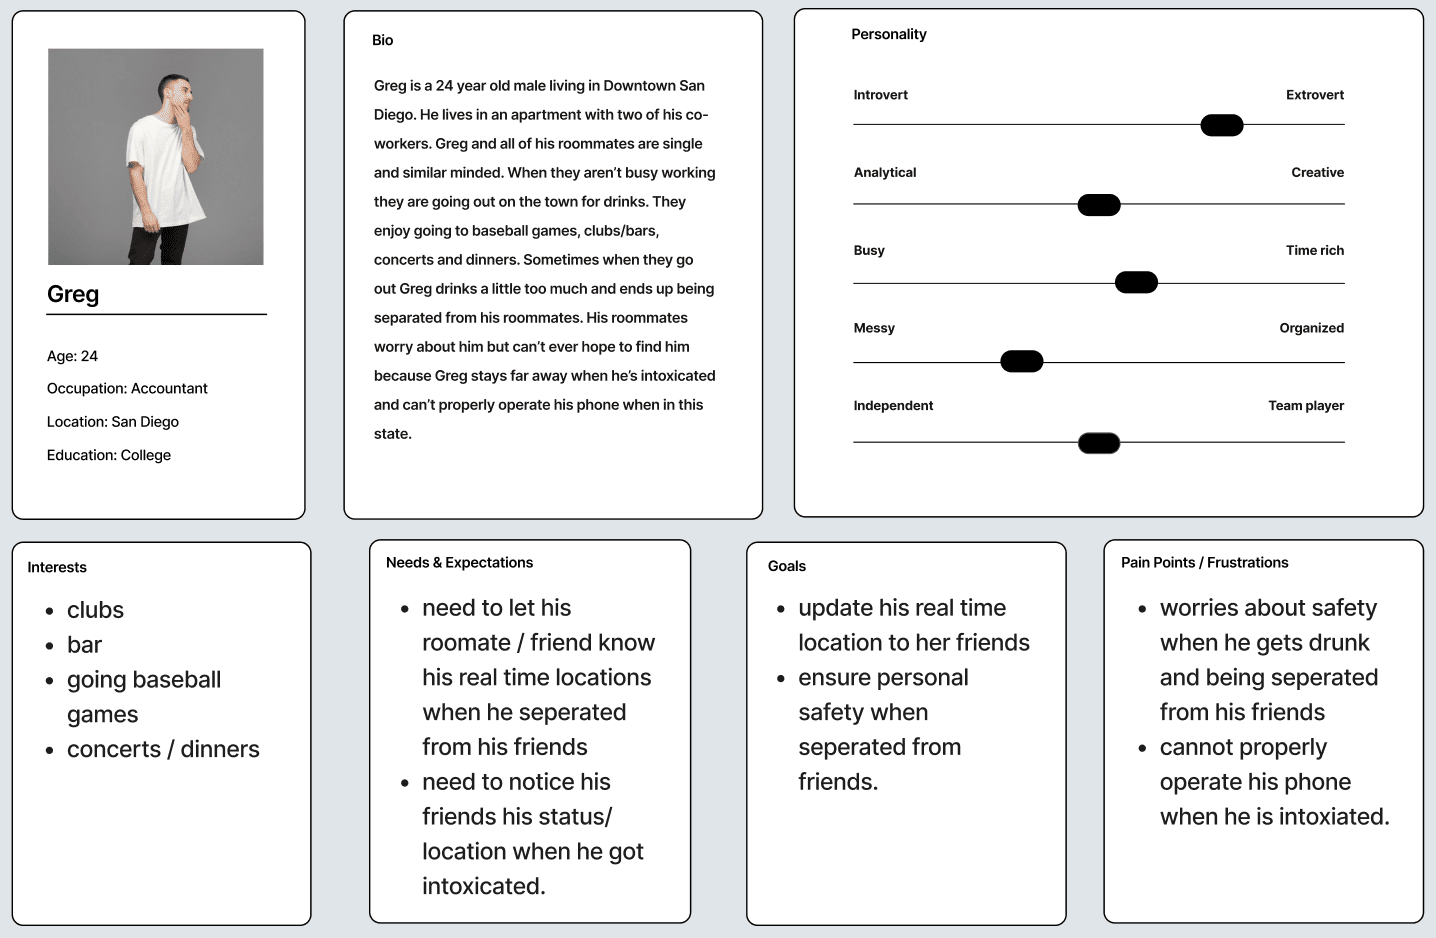 Greg
Age: 24
Occupation: Accountant
Location: San Diego
Education: College
Bio
Greg is a 24 year old male living in Downtown San
Diego. He lives in an apartment with two of his co-
workers. Greg and all of his roommates are single
and similar minded. When they aren’t busy working
they are going out on the town for drinks. They
enjoy going to baseball games, clubs/bars,
concerts and dinners. Sometimes when they go
out Greg drinks a little too much and ends up being
separated from his roommates. His roommates
worry about him but can’t ever hope to find him
because Greg stays far away when he’s intoxicated
and can’t properly operate his phone when in this
state.
Personality
Introvert Extrovert
Analytical Creative
Busy Time rich
Messy Organized
Independent Team player
Interests
• clubs
• bar
• going baseball
games
• concerts / dinners
Needs & Expectations
• need to let his
roomate / friend know
his real time locations
when he seperated
from his friends
• need to notice his
friends his status/
location when he got
intoxicated.
Goals
• update his real time
location to her friends
• ensure personal
safety when
seperated from
friends.
Pain Points / Frustrations
• worries about safety
when he gets drunk
and being seperated
from his friends
• cannot properly
operate his phone
when he is intoxiated.